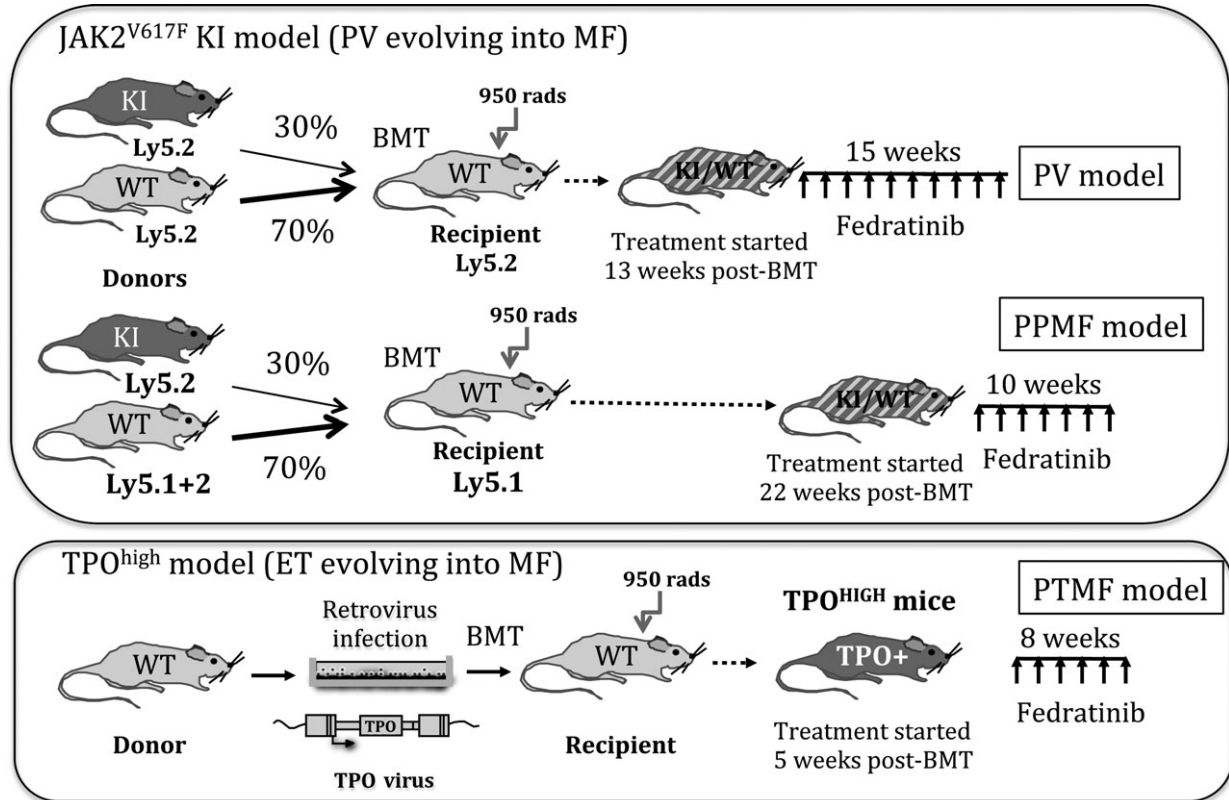 JAK2V617F KI model (PV evolving into MF)
KI
Ly5.2
30%
WT
Ly5.2
70%
Donors
BMT
950 rads
WT
Recipient
Ly5.2
KI/WT
Treatment started
13 weeks post-BMT
15 weeks
Fedratinib
PV model
KI
Ly5.2
30%
WT
Ly5.1+2
70%
BMT
950 rads
WT
Recipient
Ly5.1
KI/WT
Treatment started
22 weeks post-BMT
PPMF model
10 weeks
Fedratinib
TPOhigh model (ET evolving into MF)
WT
Donor
Retrovirus
infection
TPO
TPO virus
BMT
950 rads
WT
Recipient
TPOHIGH mice
TPO+
Treatment started
5 weeks post-BMT
PTMF model
8 weeks
Fedratinib